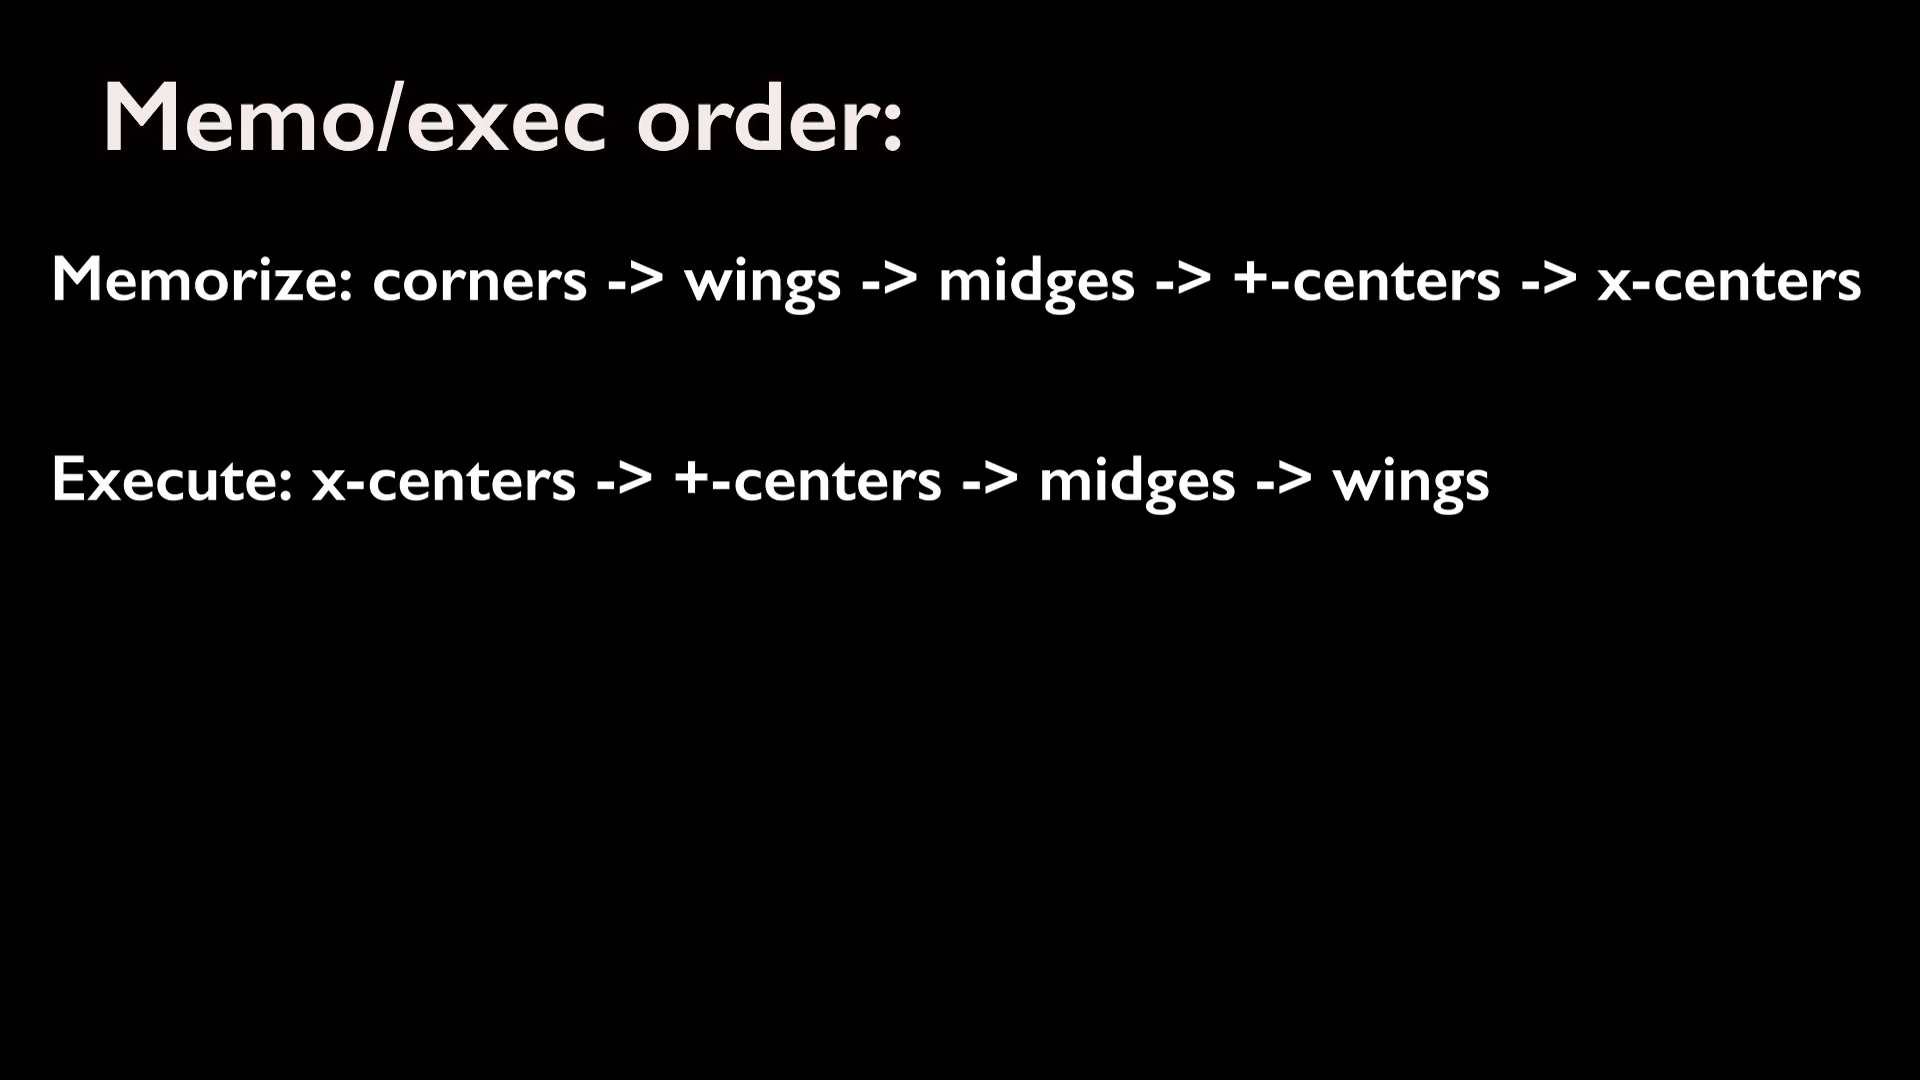 Memo/exec order:
Memorize: corners -> wings -> midges -> +-centers -> x-centers
Execute: x-centers -> +-centers -> midges -> wings